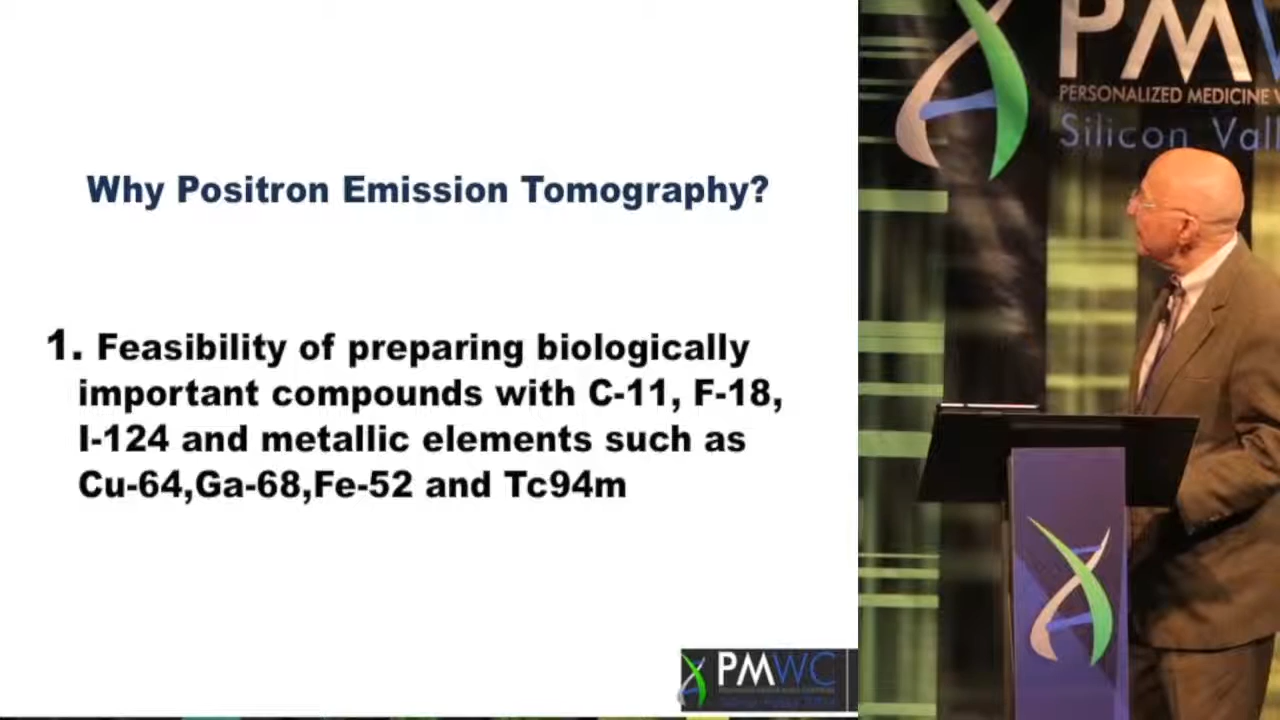 Why Positron Emission Tomography?
1. Feasibility of preparing biologically
important compounds with C-11, F-18,
I-124 and metallic elements such as
Cu-64,Ga-68,Fe-52 and Tc94m
PMWC
PM
PERSONALIZED MEDICINE
Silicon Vall